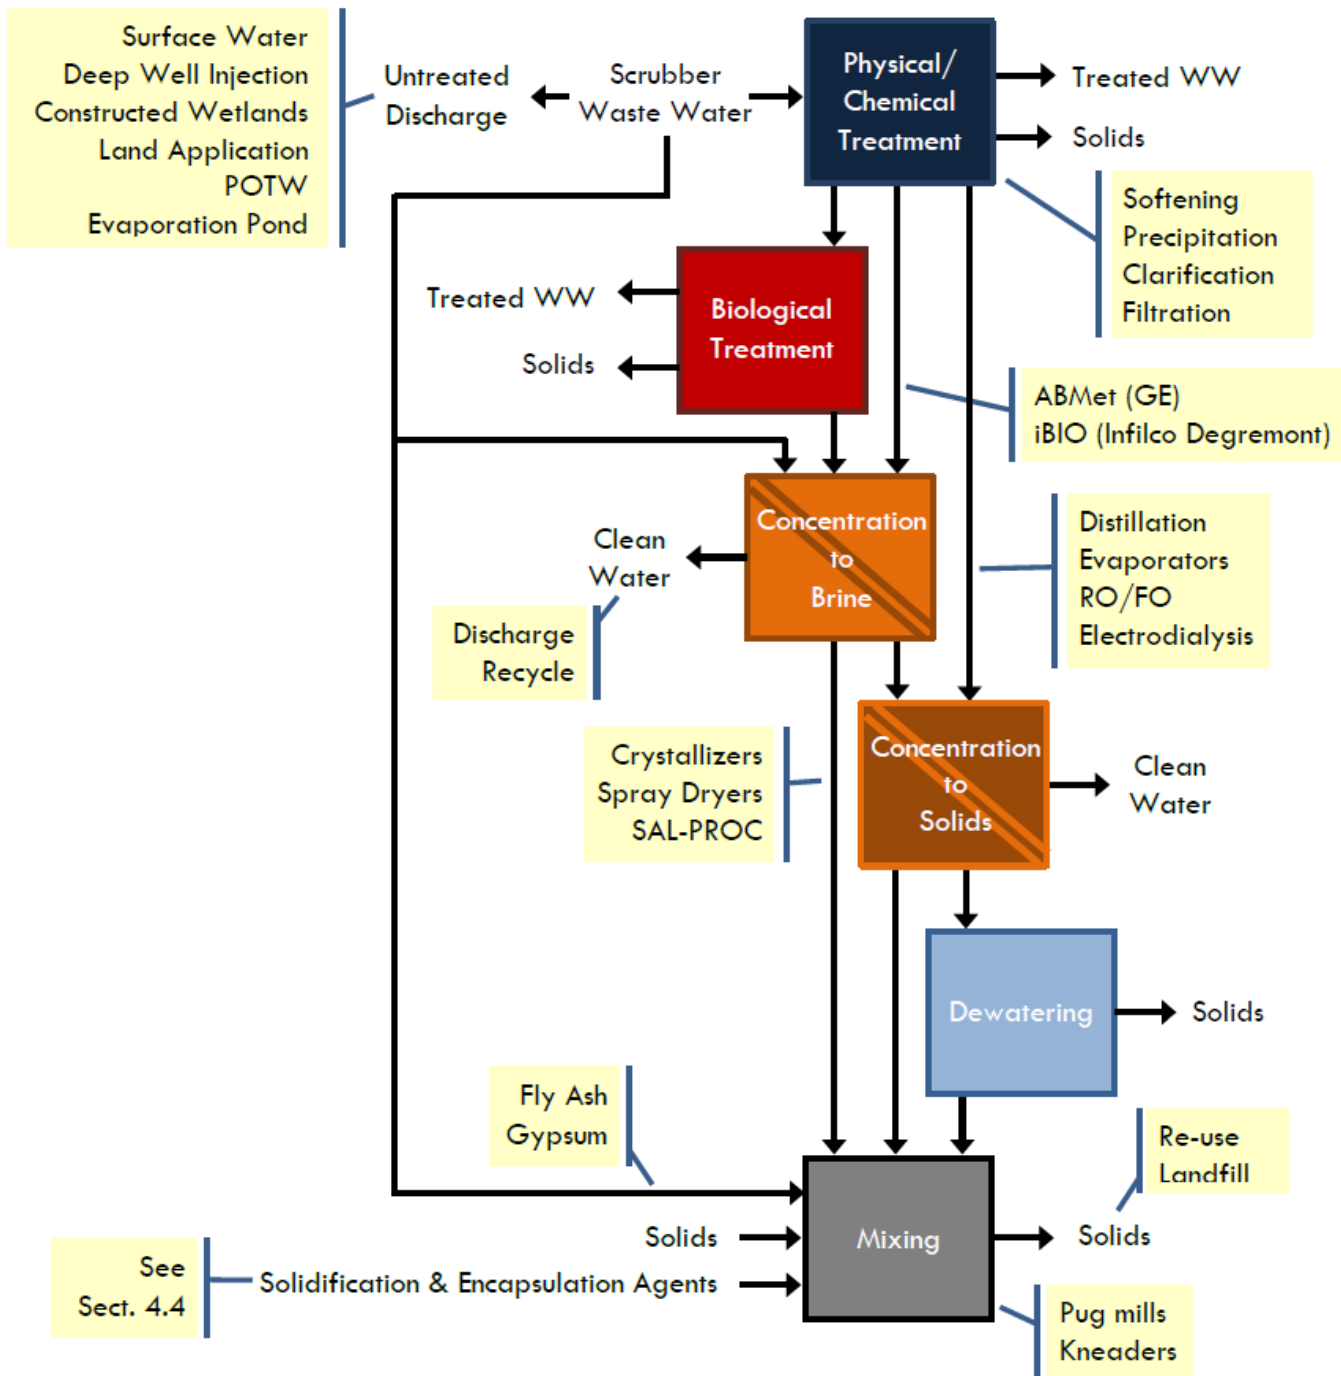 Surface Water
Deep Well Injection
Constructed Wetlands
Land Application
POTW
Evaporation Pond
Untreated
Discharge
Scrubber
Waste Water
Physical/
Chemical
Treatment
Treated WW
Solids
Softening
Precipitation
Clarification
Filtration
Treated WW
Solids
Biological
Treatment
ABMet (GE)
iBIO (Infilco Degremont)
Clean
Water
Concentration
to
Brine
Distillation
Evaporators
RO/FO
Electrodialysis
Discharge
Recycle
Crystallizers
Spray Dryers
SAL-PROC
Concentration
to
Solids
Clean
Water
Dewatering
Solids
Fly Ash
Gypsum
Re-use
Landfill
Solids
Mixing
Solids
See
Sect. 4.4
Solidification & Encapsulation Agents
Pug mills
Kneaders